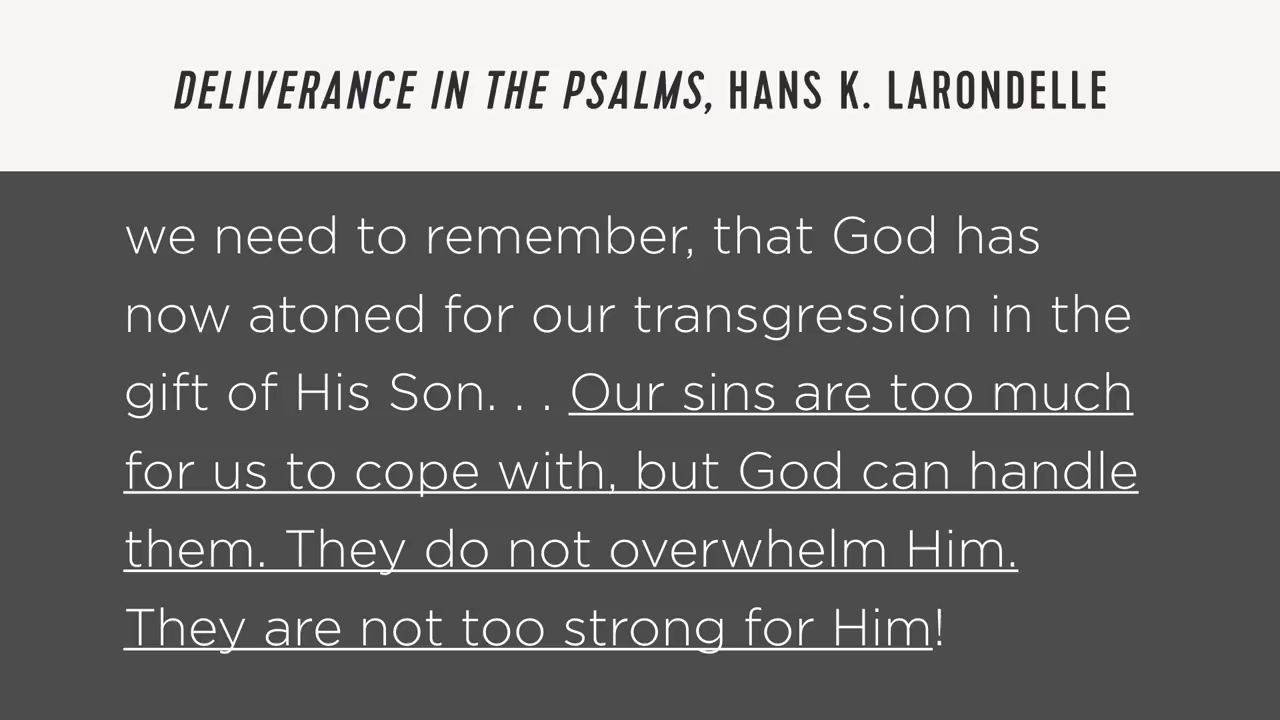 DELIVERANCE IN THE PSALMS, HANS K. LARONDELLE
we need to remember, that God has
now atoned for our transgression in the
gift of His Son. . . Our sins are too much
for us to cope with, but God can handle
them. They do not overwhelm Him.
They are not too strong for Him!